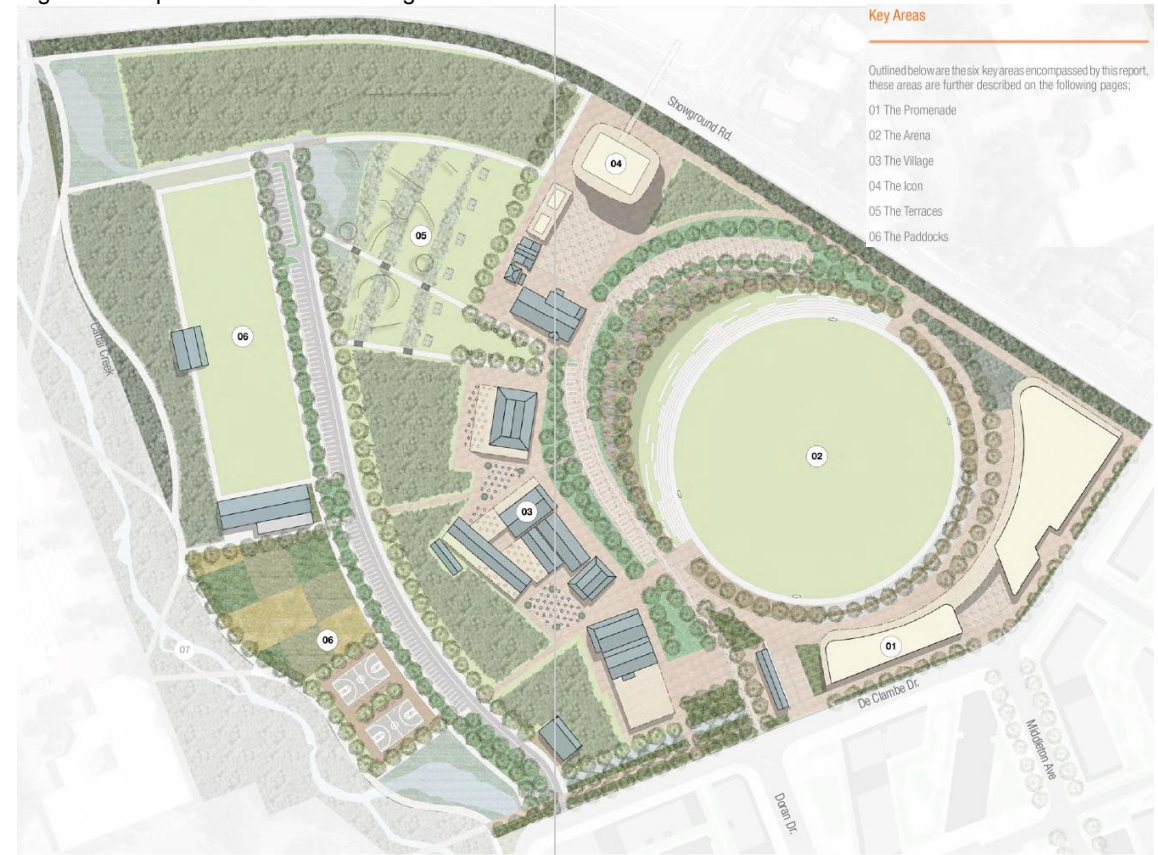 Key Areas
Outlined below are the six key areas encompassed by this report,
these areas are further described on the following pages;
01 The Promenade
02 The Arena
03 The Village
04 The Icon
05 The Terraces
06 The Paddocks
Showground Rd.
04
05
Cattai Creek
06
02
03
06
07
01
De Clambe Dr.
Middleton Ave
Doran Dr.